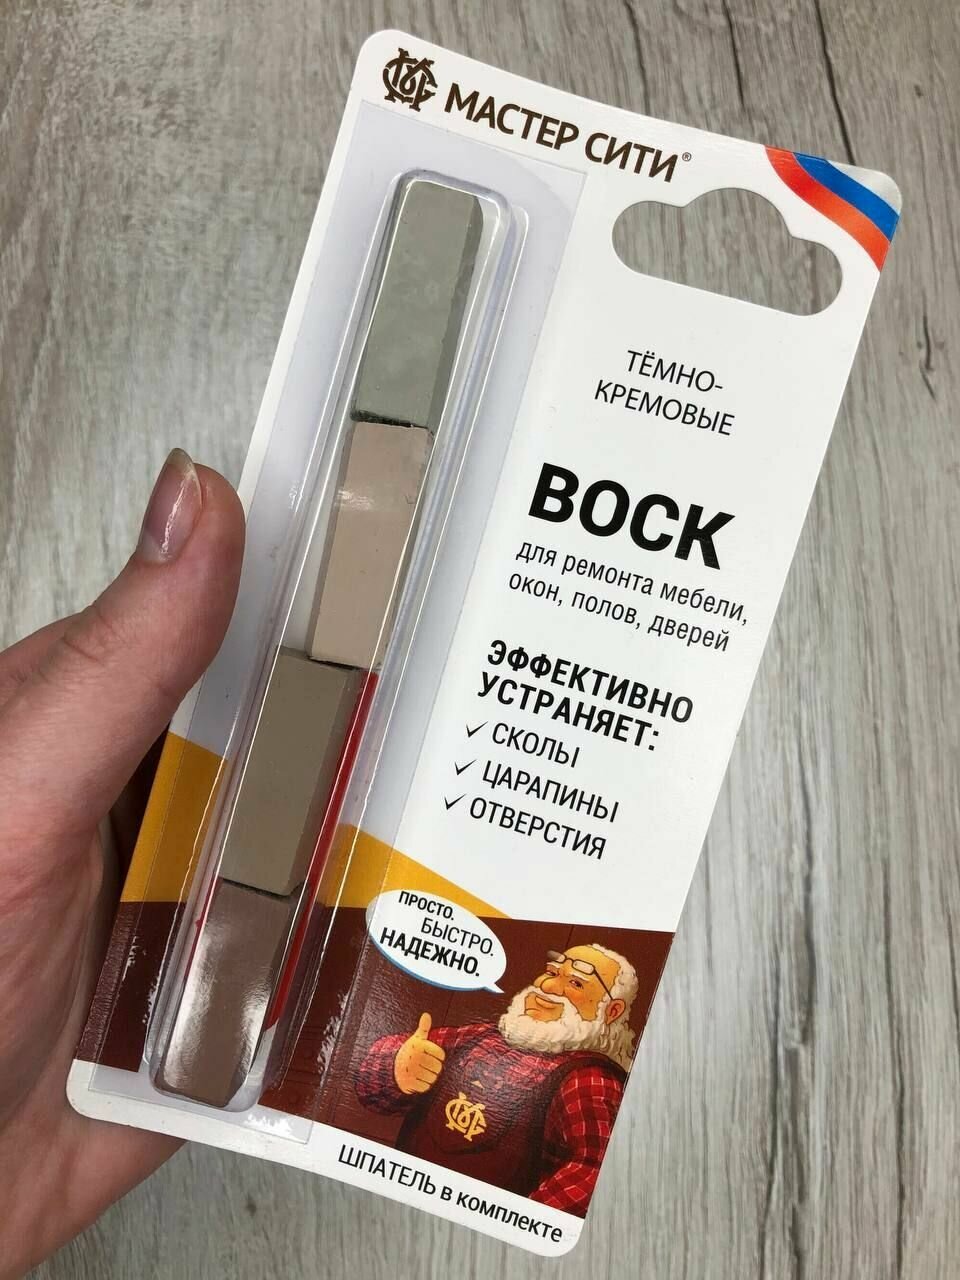 МАСТЕР СИТИ®
ТЁМНО-
КРЕМОВЫЕ
ВОСК
для ремонта мебели,
окон, полов, дверей
ЭФФЕКТИВНО
УСТРАНЯЕТ:
✓ СКОЛЫ
✓ ЦАРАПИНЫ
✓ ОТВЕРСТИЯ
ПРОСТО.
БЫСТРО.
НАДЕЖНО.
ШПАТЕЛЬ в комплекте